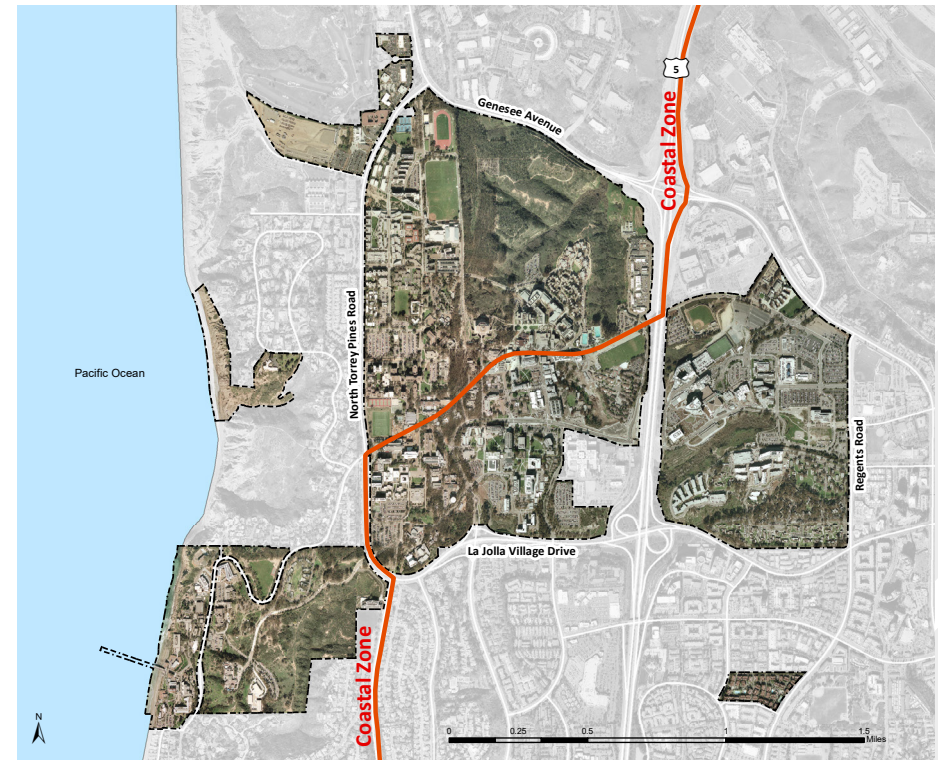 5
Coastal Zone
Genesee Avenue
North Torrey Pines Road
Pacific Ocean
Regents Road
La Jolla Village Drive
Coastal Zone
N
0
0.25
0.5
1
1.5
Miles